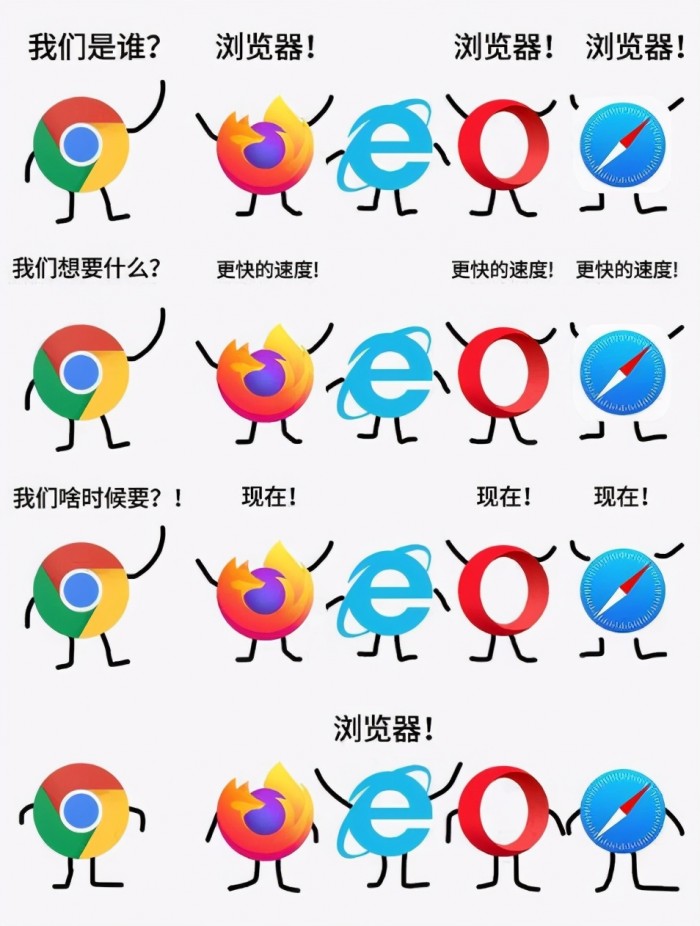 我们是谁？ 浏览器！ 浏览器！ 浏览器！
我们想要什么？ 更快的速度！ 更快的速度！ 更快的速度！
我们啥时候要？！ 现在！ 现在！ 现在！
浏览器！